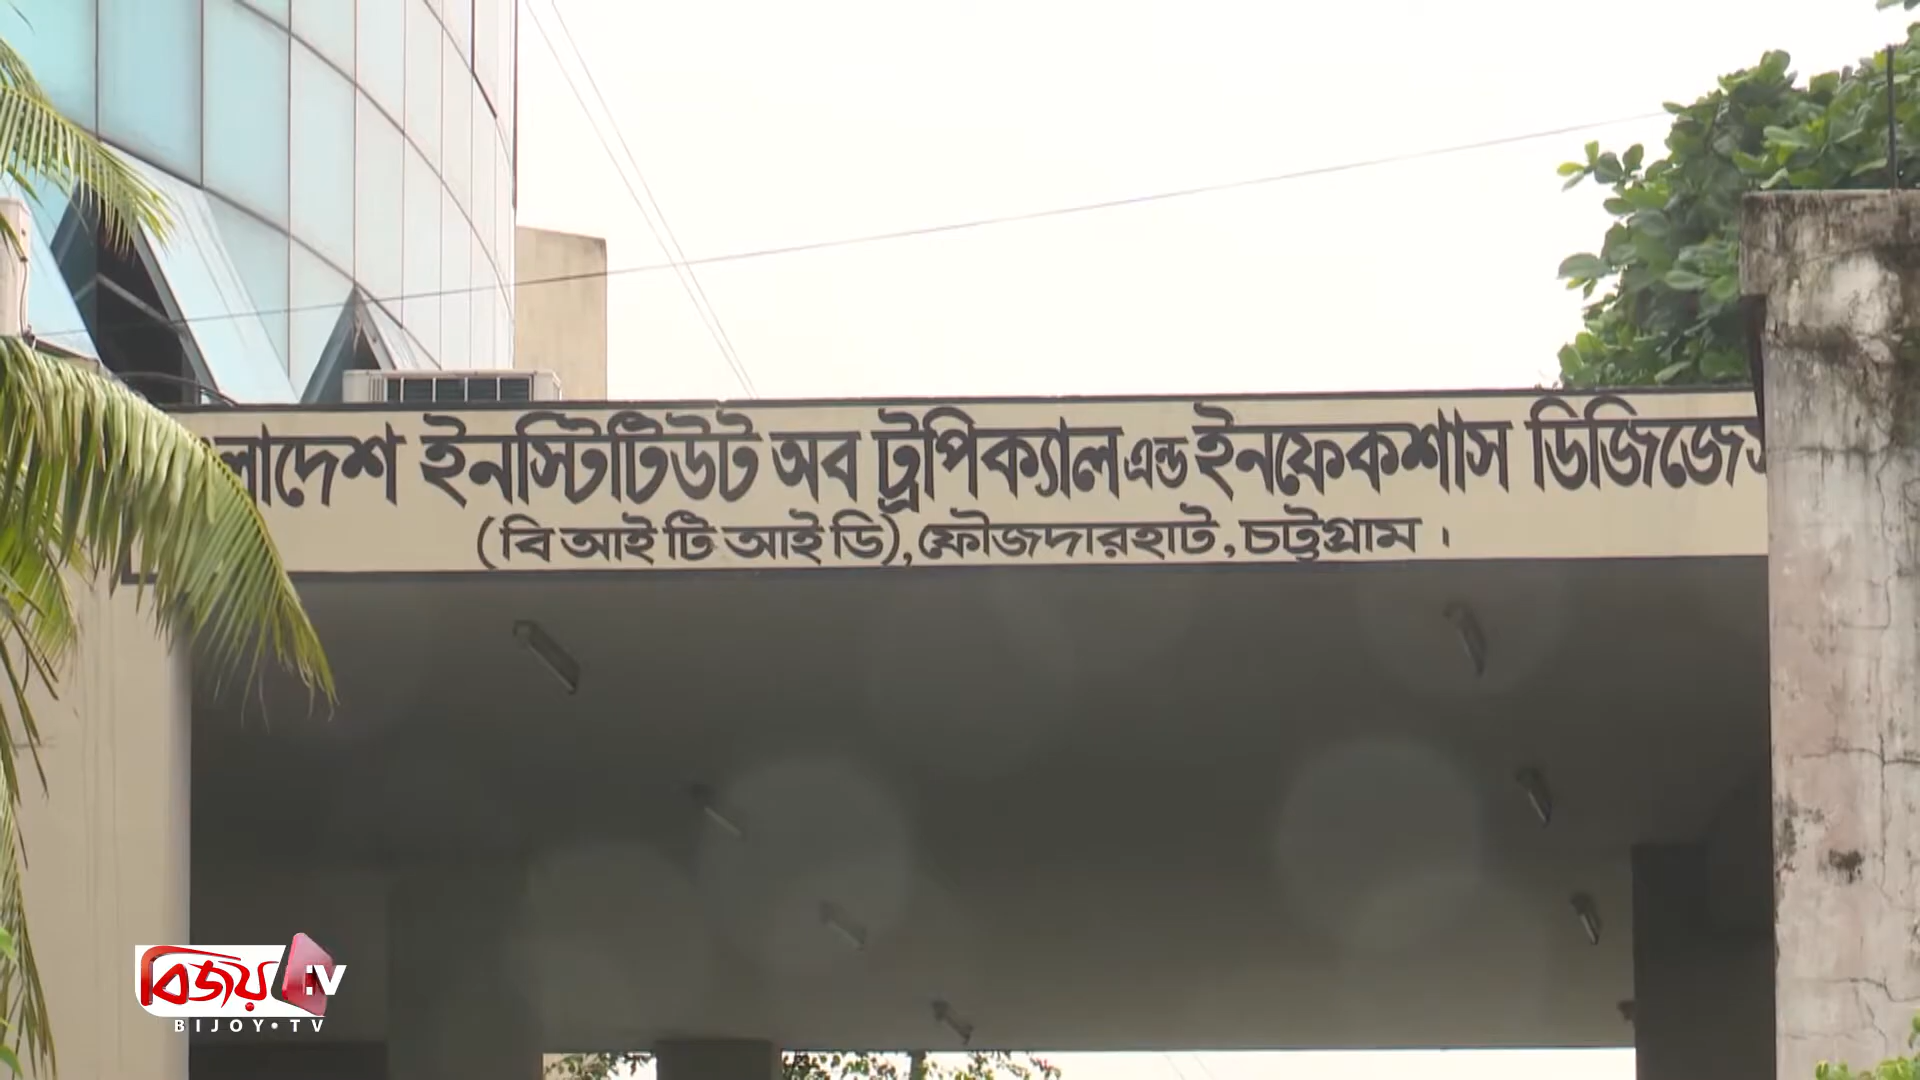 লাদেশ ইনস্টিটিউট অব ট্রপিক্যাল এন্ড ইনফেকশাস ডিজিজেস
(বি আই টি আই ডি), ফৌজদারহাট, চট্টগ্রাম ।
বিজয় TV
BIJOY•TV